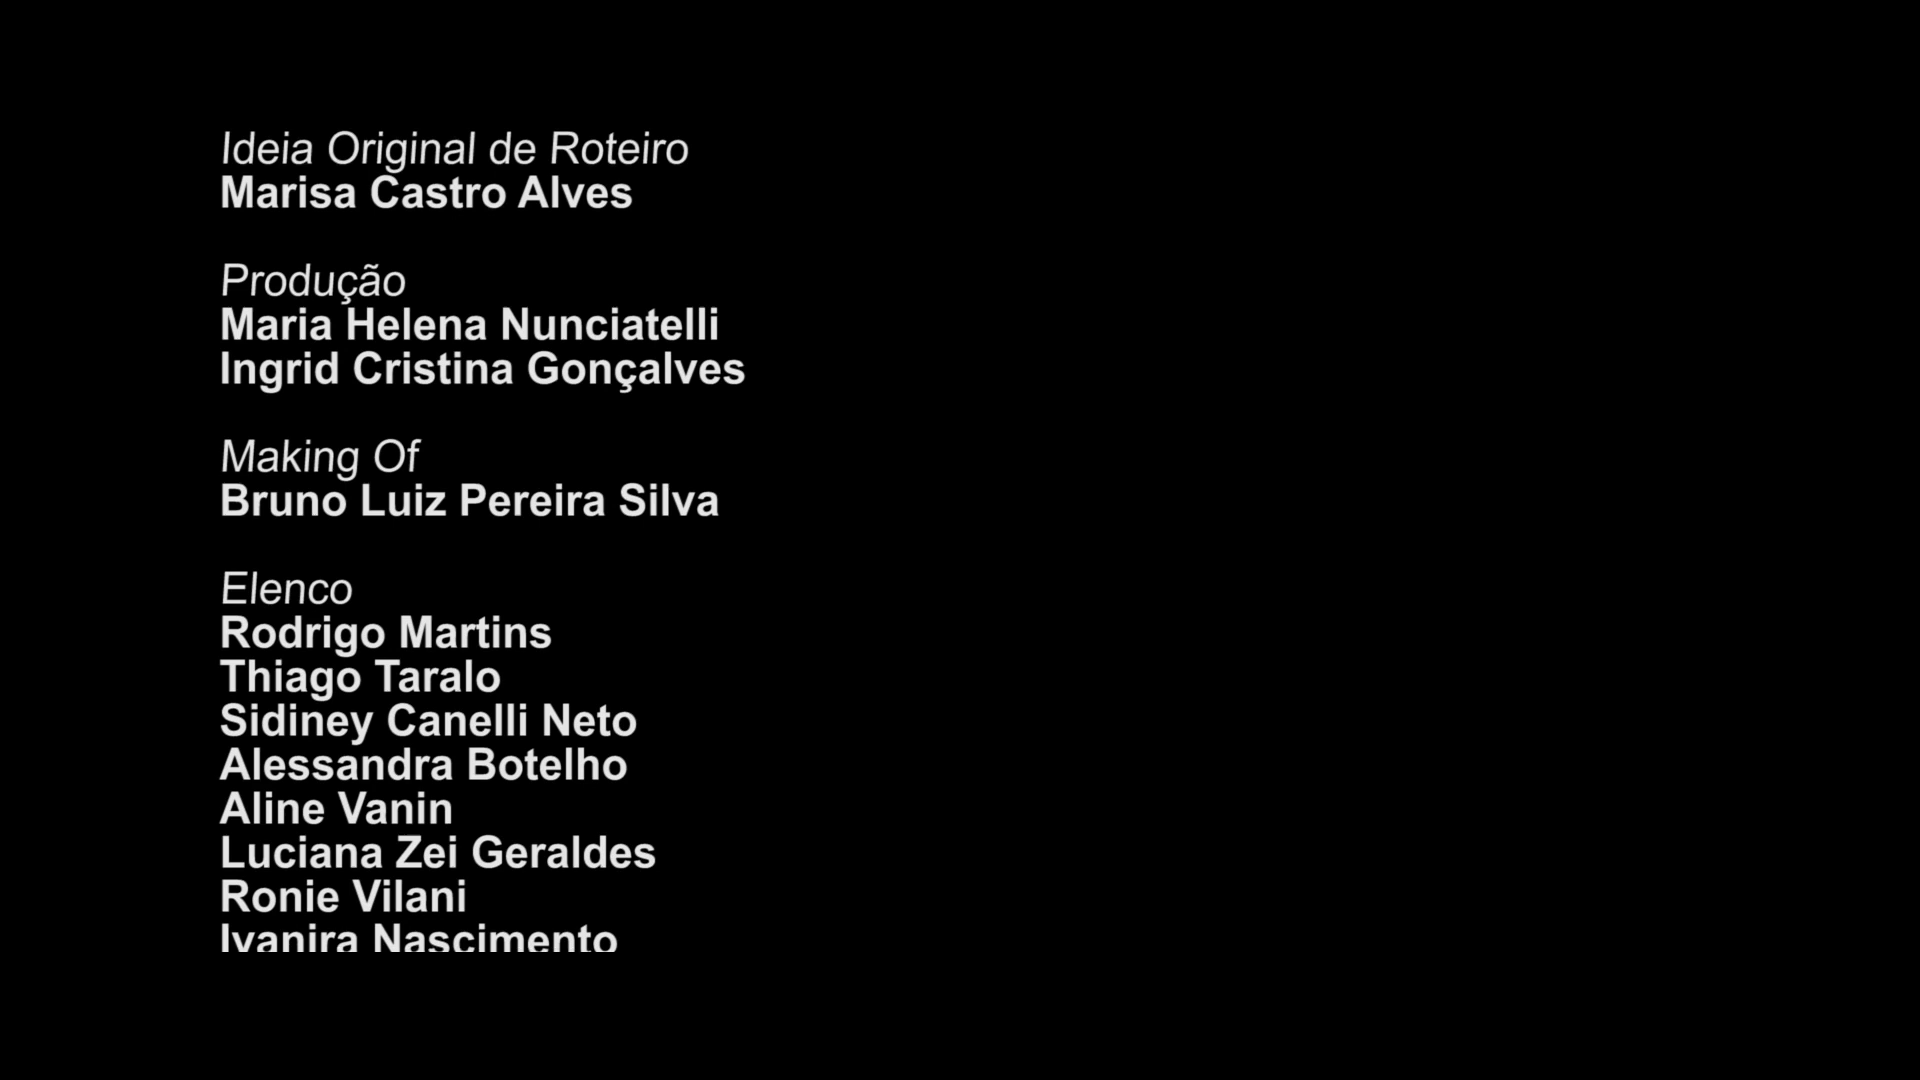 Ideia Original de Roteiro
Marisa Castro Alves
Produção
Maria Helena Nunciatelli
Ingrid Cristina Gonçalves
Making Of
Bruno Luiz Pereira Silva
Elenco
Rodrigo Martins
Thiago Taralo
Sidiney Canelli Neto
Alessandra Botelho
Aline Vanin
Luciana Zei Geraldes
Ronie Vilani
Ivanira Nascimento